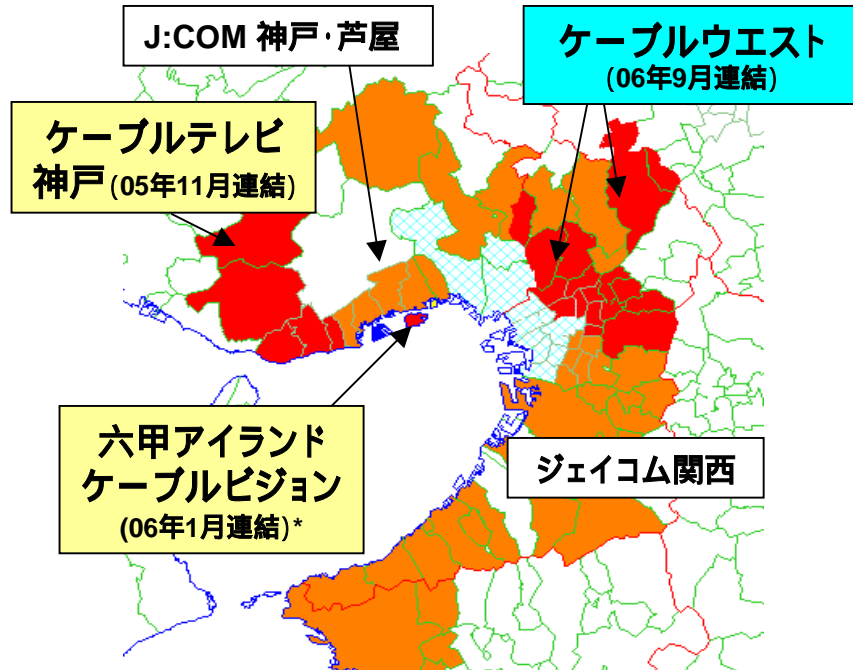 J:COM 神戸・芦屋
ケーブルウエスト
(06年9月連結)
ケーブルテレビ
神戸(05年11月連結)
六甲アイランド
ケーブルビジョン
(06年1月連結)*
ジェイコム関西